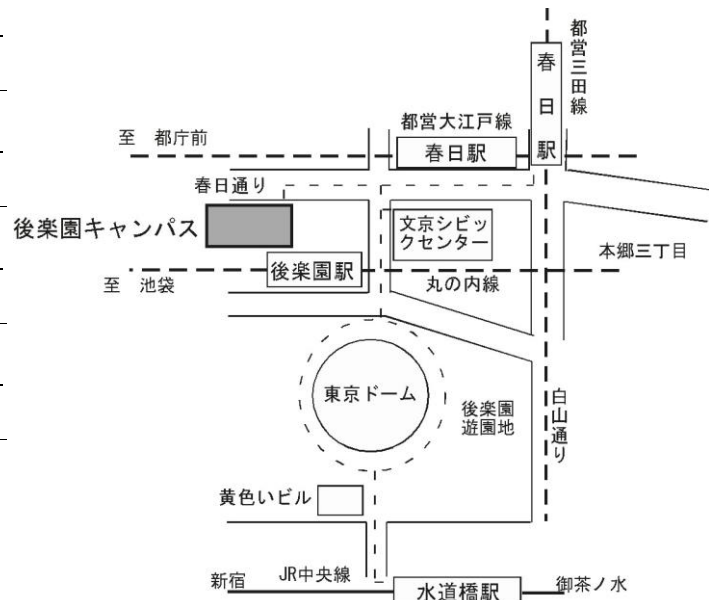 都営三田線
春日駅
都営大江戸線
至 都庁前
春日駅
春日通り
後楽園キャンパス
文京シビッ
クセンター
本郷三丁目
後楽園駅
至 池袋
丸の内線
東京ドーム
後楽園
遊園地
白山通り
黄色いビル
JR中央線
新宿
水道橋駅
御茶ノ水